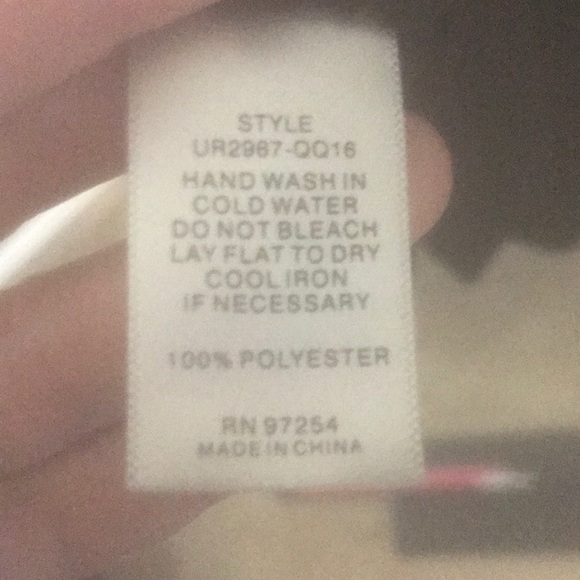 STYLE
UR2967-QQ16
HAND WASH IN
COLD WATER
DO NOT BLEACH
LAY FLAT TO DRY
COOL IRON
IF NECESSARY
100% POLYESTER
RN 97254
MADE IN CHINA